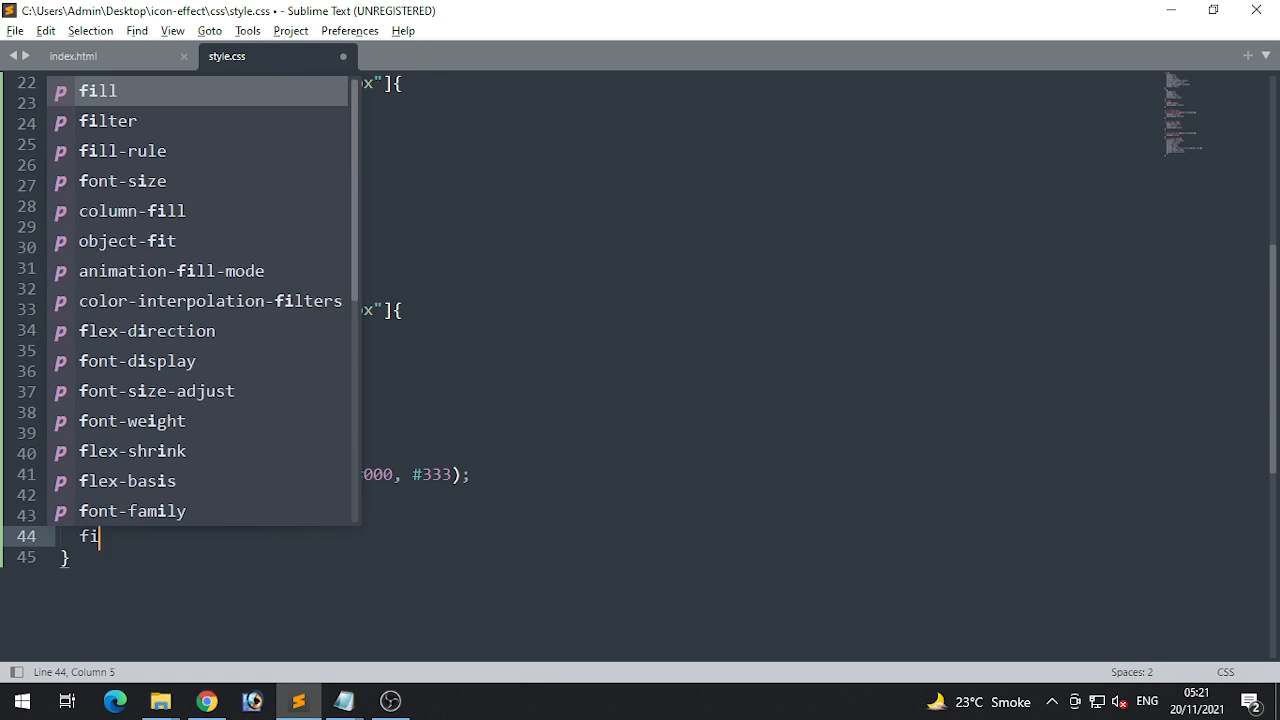 C:\Users\Admin\Desktop\icon-effect\css\style.css • - Sublime Text (UNREGISTERED)
File Edit Selection Find View Goto Tools Project Preferences Help
index.html × style.css
22 x"]{
23
24
25
26
27
28
29
30
31
32
33 x"]{
34
35
36
37
38
39
40
41 000, #333);
42
43
44 fi
45 }
p fill
p filter
p fill-rule
p font-size
p column-fill
p object-fit
p animation-fill-mode
p color-interpolation-filters
p flex-direction
p font-display
p font-size-adjust
p font-weight
p flex-shrink
p flex-basis
p font-family
Line 44, Column 5 Spaces: 2 CSS
23°C Smoke ENG 05:21
20/11/2021 2